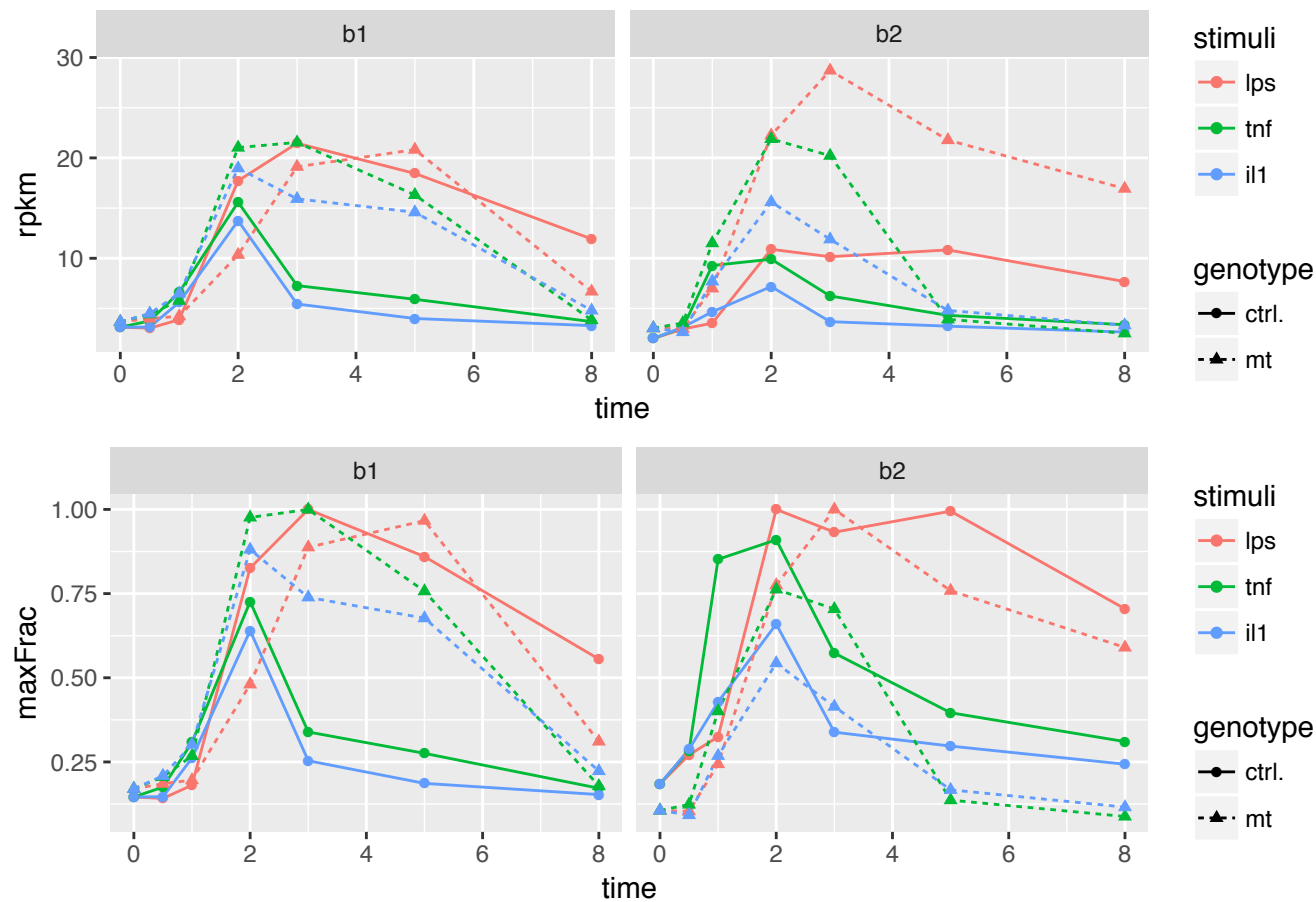 b1 b2
stimuli
lps
tnf
il1
genotype
ctrl.
mt
rpkm
30
20
10
0 2 4 6 8 0 2 4 6 8
time
b1 b2
stimuli
lps
tnf
il1
genotype
ctrl.
mt
maxFrac
1.00
0.75
0.50
0.25
0 2 4 6 8 0 2 4 6 8
time